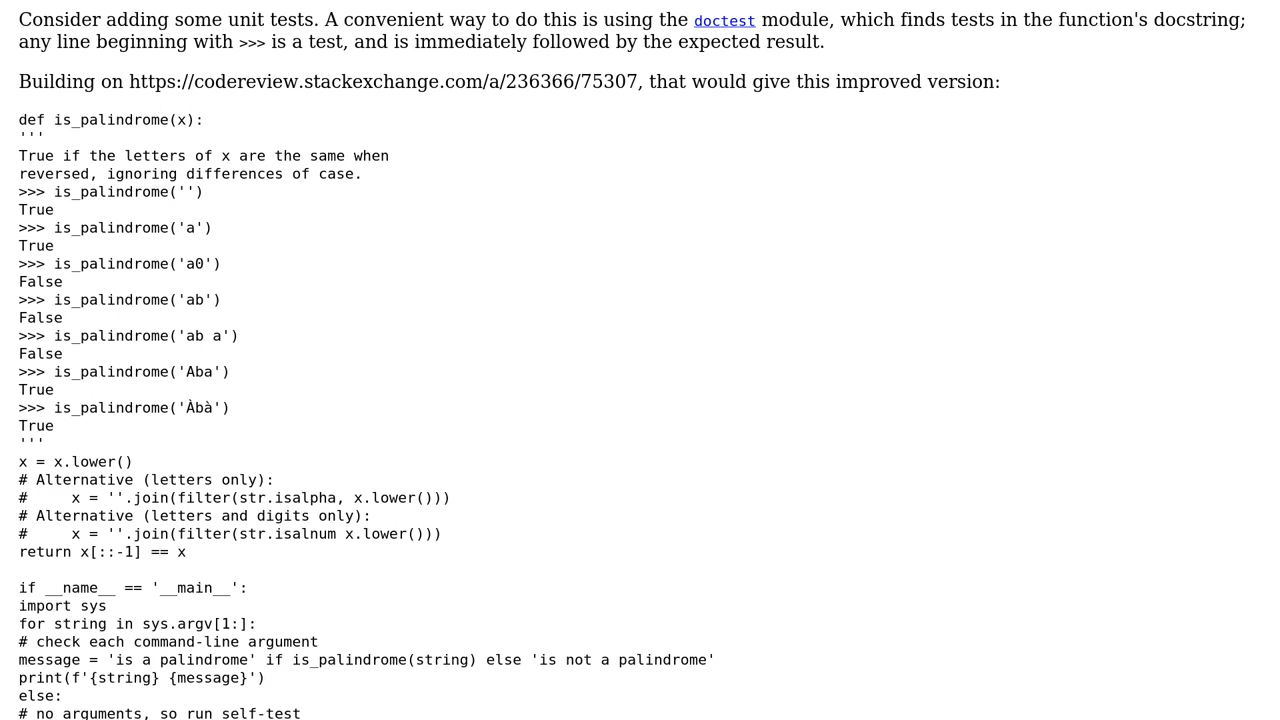 Consider adding some unit tests. A convenient way to do this is using the doctest module, which finds tests in the function's docstring;
any line beginning with >>> is a test, and is immediately followed by the expected result.
Building on https://codereview.stackexchange.com/a/236366/75307, that would give this improved version:
def is_palindrome(x):
'''
True if the letters of x are the same when
reversed, ignoring differences of case.
>>> is_palindrome('')
True
>>> is_palindrome('a')
True
>>> is_palindrome('a0')
False
>>> is_palindrome('ab')
False
>>> is_palindrome('ab a')
False
>>> is_palindrome('Aba')
True
>>> is_palindrome('Àbà')
True
'''
x = x.lower()
# Alternative (letters only):
#     x = ''.join(filter(str.isalpha, x.lower()))
# Alternative (letters and digits only):
#     x = ''.join(filter(str.isalnum x.lower()))
return x[::-1] == x
if __name__ == '__main__':
import sys
for string in sys.argv[1:]:
# check each command-line argument
message = 'is a palindrome' if is_palindrome(string) else 'is not a palindrome'
print(f'{string} {message}')
else:
# no arguments, so run self-test